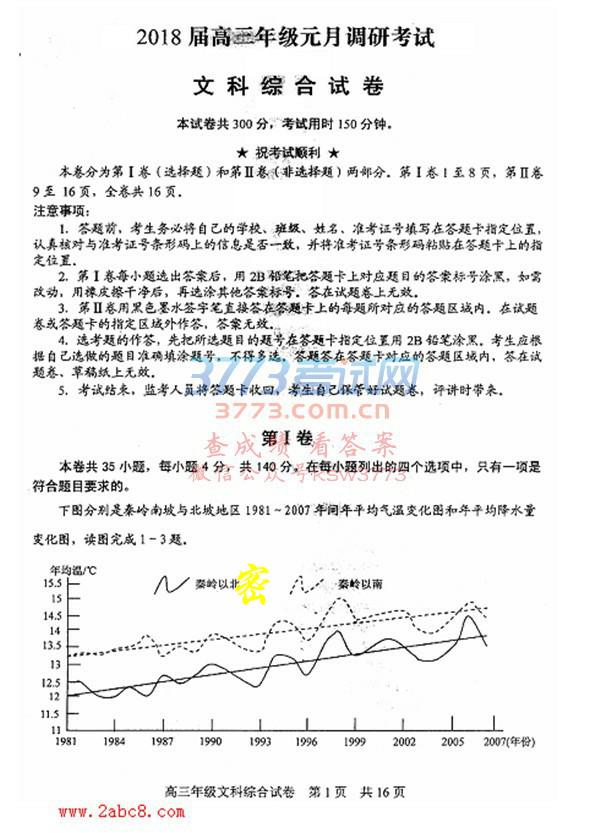 2018 届高三年级元月调研考试
文 科 综 合 试 卷
本试卷共 300 分，考试用时 150 分钟。
★ 祝考试顺利 ★
本卷分为第Ⅰ卷（选择题）和第Ⅱ卷（非选择题）两部分。第Ⅰ卷 1 至 8 页，第Ⅱ卷
9 至 16 页，全卷共 16 页。
注意事项：
1. 答题前，考生务必将自己的学校、班级、姓名、准考证号填写在答题卡指定位置，
认真核对与准考证号条形码上的信息是否一致，并将准考证号条形码粘贴在答题卡上的指
定位置。
2. 第Ⅰ卷每小题选出答案后，用 2B 铅笔把答题卡上对应题目的答案标号涂黑，如需
改动，用橡皮擦干净后，再选涂其他答案标号。答在试题卷上无效。
3. 第Ⅱ卷用黑色墨水签字笔直接答在答题卡上的每题所对应的答题区域内。在试题
卷或答题卡的指定区域外作答，答案无效。
4. 选考题的作答，先把所选题目的题号在答题卡指定位置用 2B 铅笔涂黑。考生应根
据自己选做的题目准确填涂题号，不得多选。答题答在答题卡对应的答题区域内，答在试
题卷、草稿纸上无效。
5. 考试结束，监考人员将答题卡收回，考生自己保管好试题卷，评讲时带来。
3773考试网
3773.com.cn
第Ⅰ卷
查成绩 看答案
本卷共 35 小题，每小题 4 分，共 140 分。在每小题列出的四个选项中，只有一项是
微信公众号KSW3773
符合题目要求的。
下图分别是秦岭南坡与北坡地区 1981～2007 年间年平均气温变化图和年平均降水量
变化图，读图完成 1－3 题。
年均温/℃
秦岭以北
密
秦岭以南
15.5
15
14.5
14
13.5
13
12.5
12
11.5
11
1981 1984 1987 1990 1993 1996 1999 2002 2005 2007(年份)
高三年级文科综合试卷 第 1 页 共 16 页
www.2abc8.com